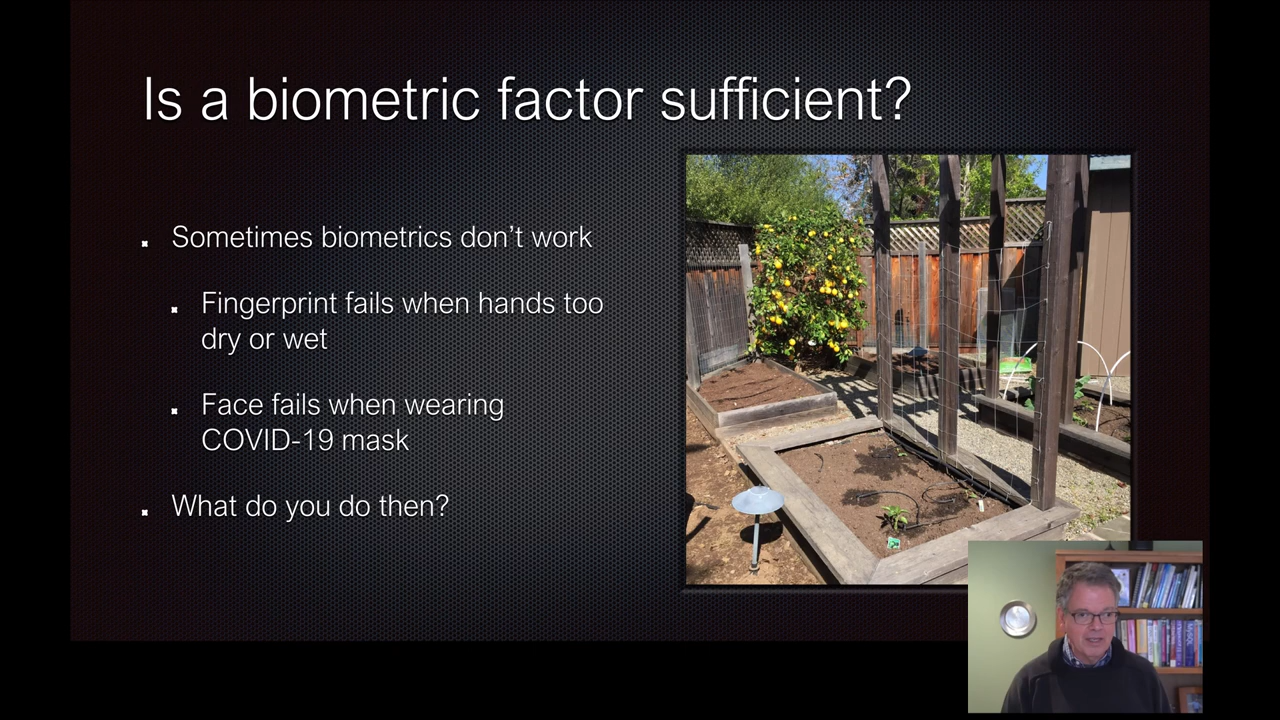 Is a biometric factor sufficient?
Sometimes biometrics don't work
Fingerprint fails when hands too
dry or wet
Face fails when wearing
COVID-19 mask
What do you do then?